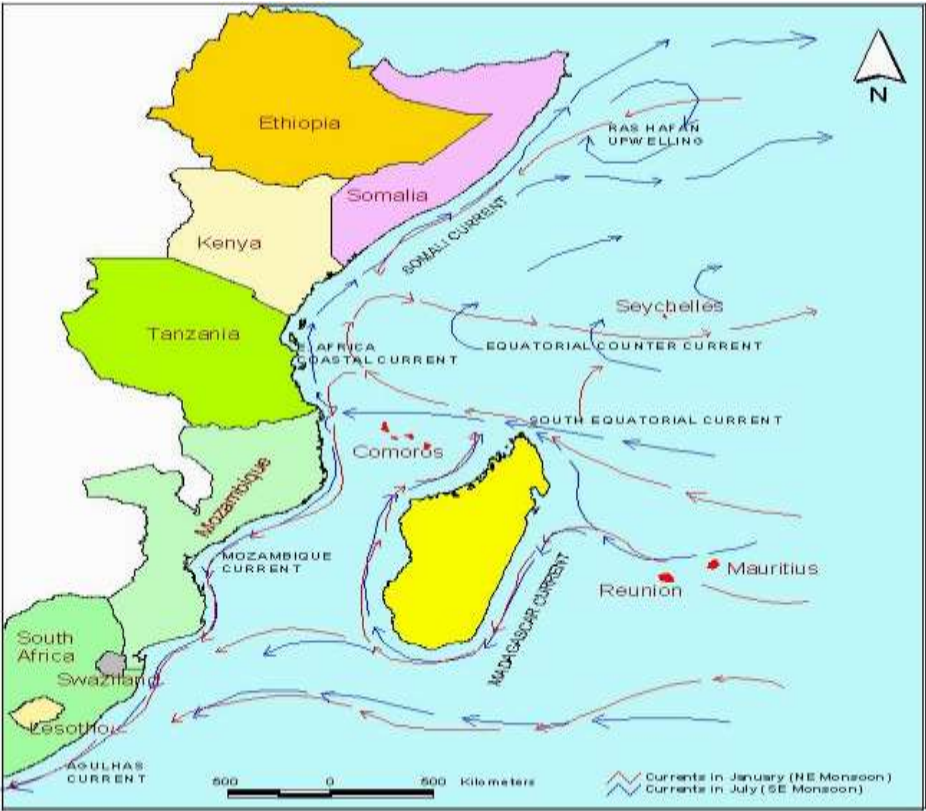 N
Ethiopia
RAS HAFAN
UPWELLING
Somalia
SOMALI CURRENT
Kenya
Seychelles
Tanzania
E. AFRICA
COASTAL CURRENT
EQUATORIAL COUNTER CURRENT
SOUTH EQUATORIAL CURRENT
Comoros
Mozambique
MOZAMBIQUE
CURRENT
MADAGASCAR CURRENT
Mauritius
Reunion
South
Africa
Swaziland
Lesotho
AGULHAS
CURRENT
500 0 500 Kilometers
Currents in January (NE Monsoon)
Currents in July (SE Monsoon)